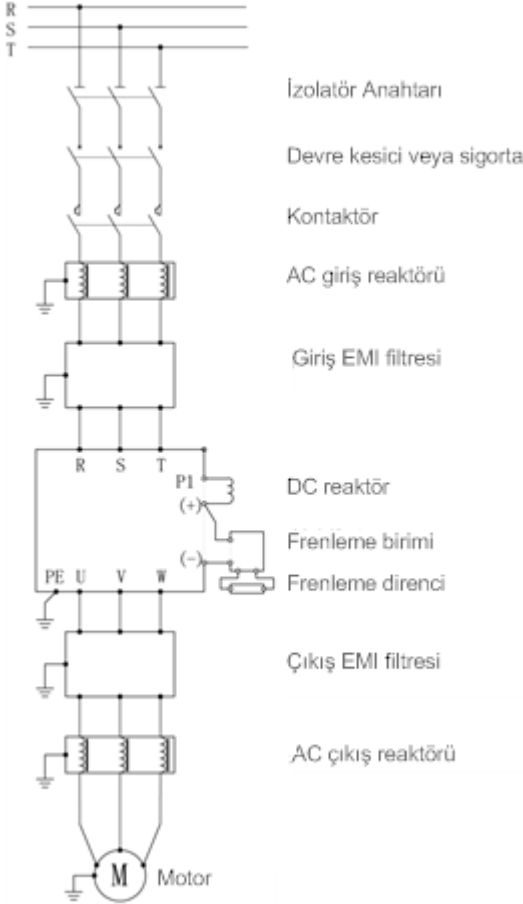 R
S
T
İzolatör Anahtarı
Devre kesici veya sigorta
Kontaktör
AC giriş reaktörü
Giriş EMI filtresi
R S T
P1
DC reaktör
(+)
Frenleme birimi
(-)
PE U V W
Frenleme direnci
Çıkış EMI filtresi
AC çıkış reaktörü
M Motor